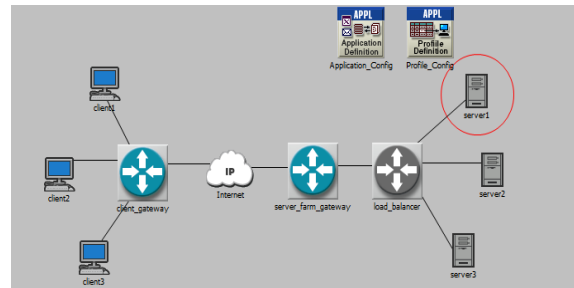 APPL
Application
Definition
Application_Config
APPL
Profile
Definition
Profile_Config
client1
server1
IP
client2
client_gateway
Internet
server_farm_gateway
load_balancer
server2
client3
server3